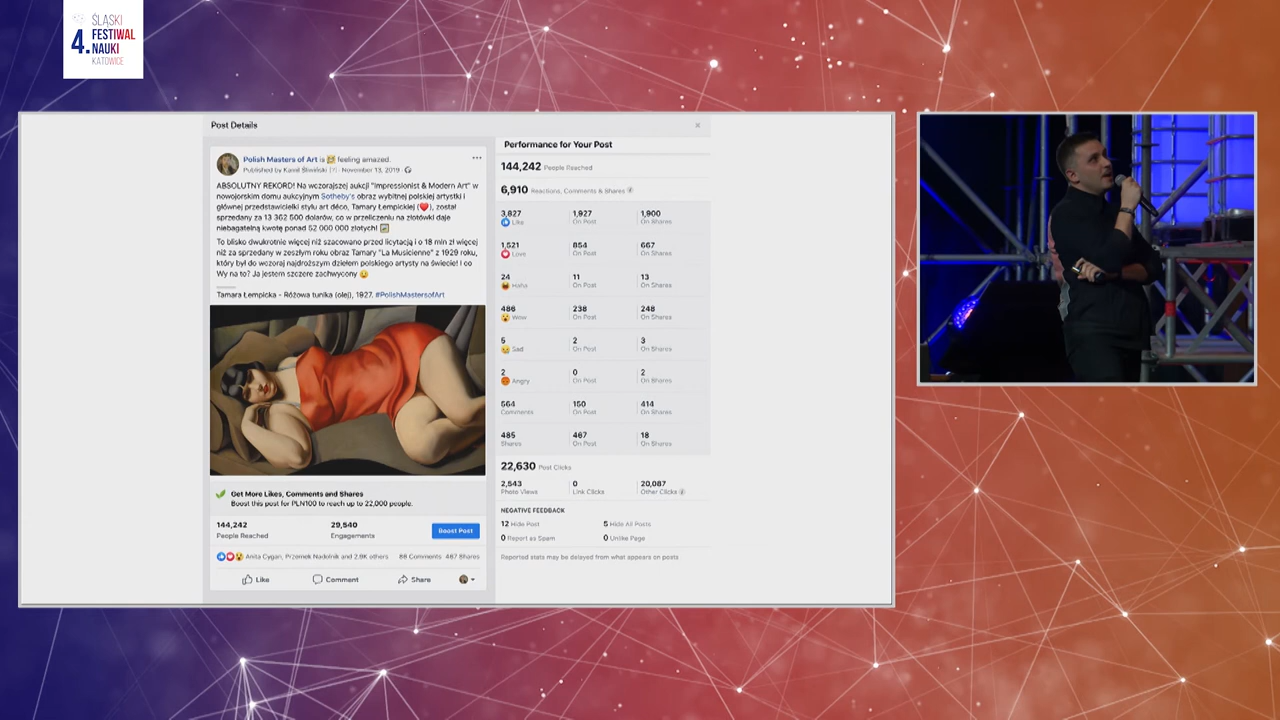 ŚLĄSKI
4. FESTIWAL
NAUKI
KATOWICE
Post Details
Polish Masters of Art is feeling amazed.
Published by Kamil Śliwiński · November 13, 2019 ·
ABSOLUTNY REKORD! Na wczorajszej aukcji "Impressionist & Modern Art" w
nowojorskim domu aukcyjnym Sotheby's obraz wybitnej polskiej artystki i
głównej przedstawicielki stylu art déco, Tamary Łempickiej (❤️), został
sprzedany za 13 362 500 dolarów, co w przeliczeniu na złotówki daje
niebagatelną kwotę ponad 52 000 000 złotych!
To blisko dwukrotnie więcej niż szacowano przed licytacją i o 18 mln zł więcej
niż za sprzedany w zeszłym roku obraz Tamary "La Musicienne" z 1929 roku,
który był do wczoraj najdroższym dziełem polskiego artysty na świecie! I co
Wy na to? Ja jestem szczerze zachwycony
Tamara Łempicka - Różowa tunika (olej), 1927. #PolishMastersofArt
Get More Likes, Comments and Shares
Boost this post for PLN100 to reach up to 22,000 people.
144,242 29,540
People Reached Engagements
Boost Post
Anita Cygan, Przemek Nadolnik and 2.9K others 86 Comments 467 Shares
Like Comment Share
Performance for Your Post
144,242 People Reached
6,910 Reactions, Comments & Shares
3,827 1,927 1,900
Like On Post On Shares
1,521 854 667
Love On Post On Shares
24 11 13
Haha On Post On Shares
486 238 248
Wow On Post On Shares
5 2 3
Sad On Post On Shares
2 0 2
Angry On Post On Shares
564 150 414
Comments On Post On Shares
485 467 18
Shares On Post On Shares
22,630 Post Clicks
2,543 0 20,087
Photo Views Link Clicks Other Clicks
NEGATIVE FEEDBACK
12 Hide Post 5 Hide All Posts
0 Report as Spam 0 Unlike Page
Reported stats may be delayed from what appears on posts